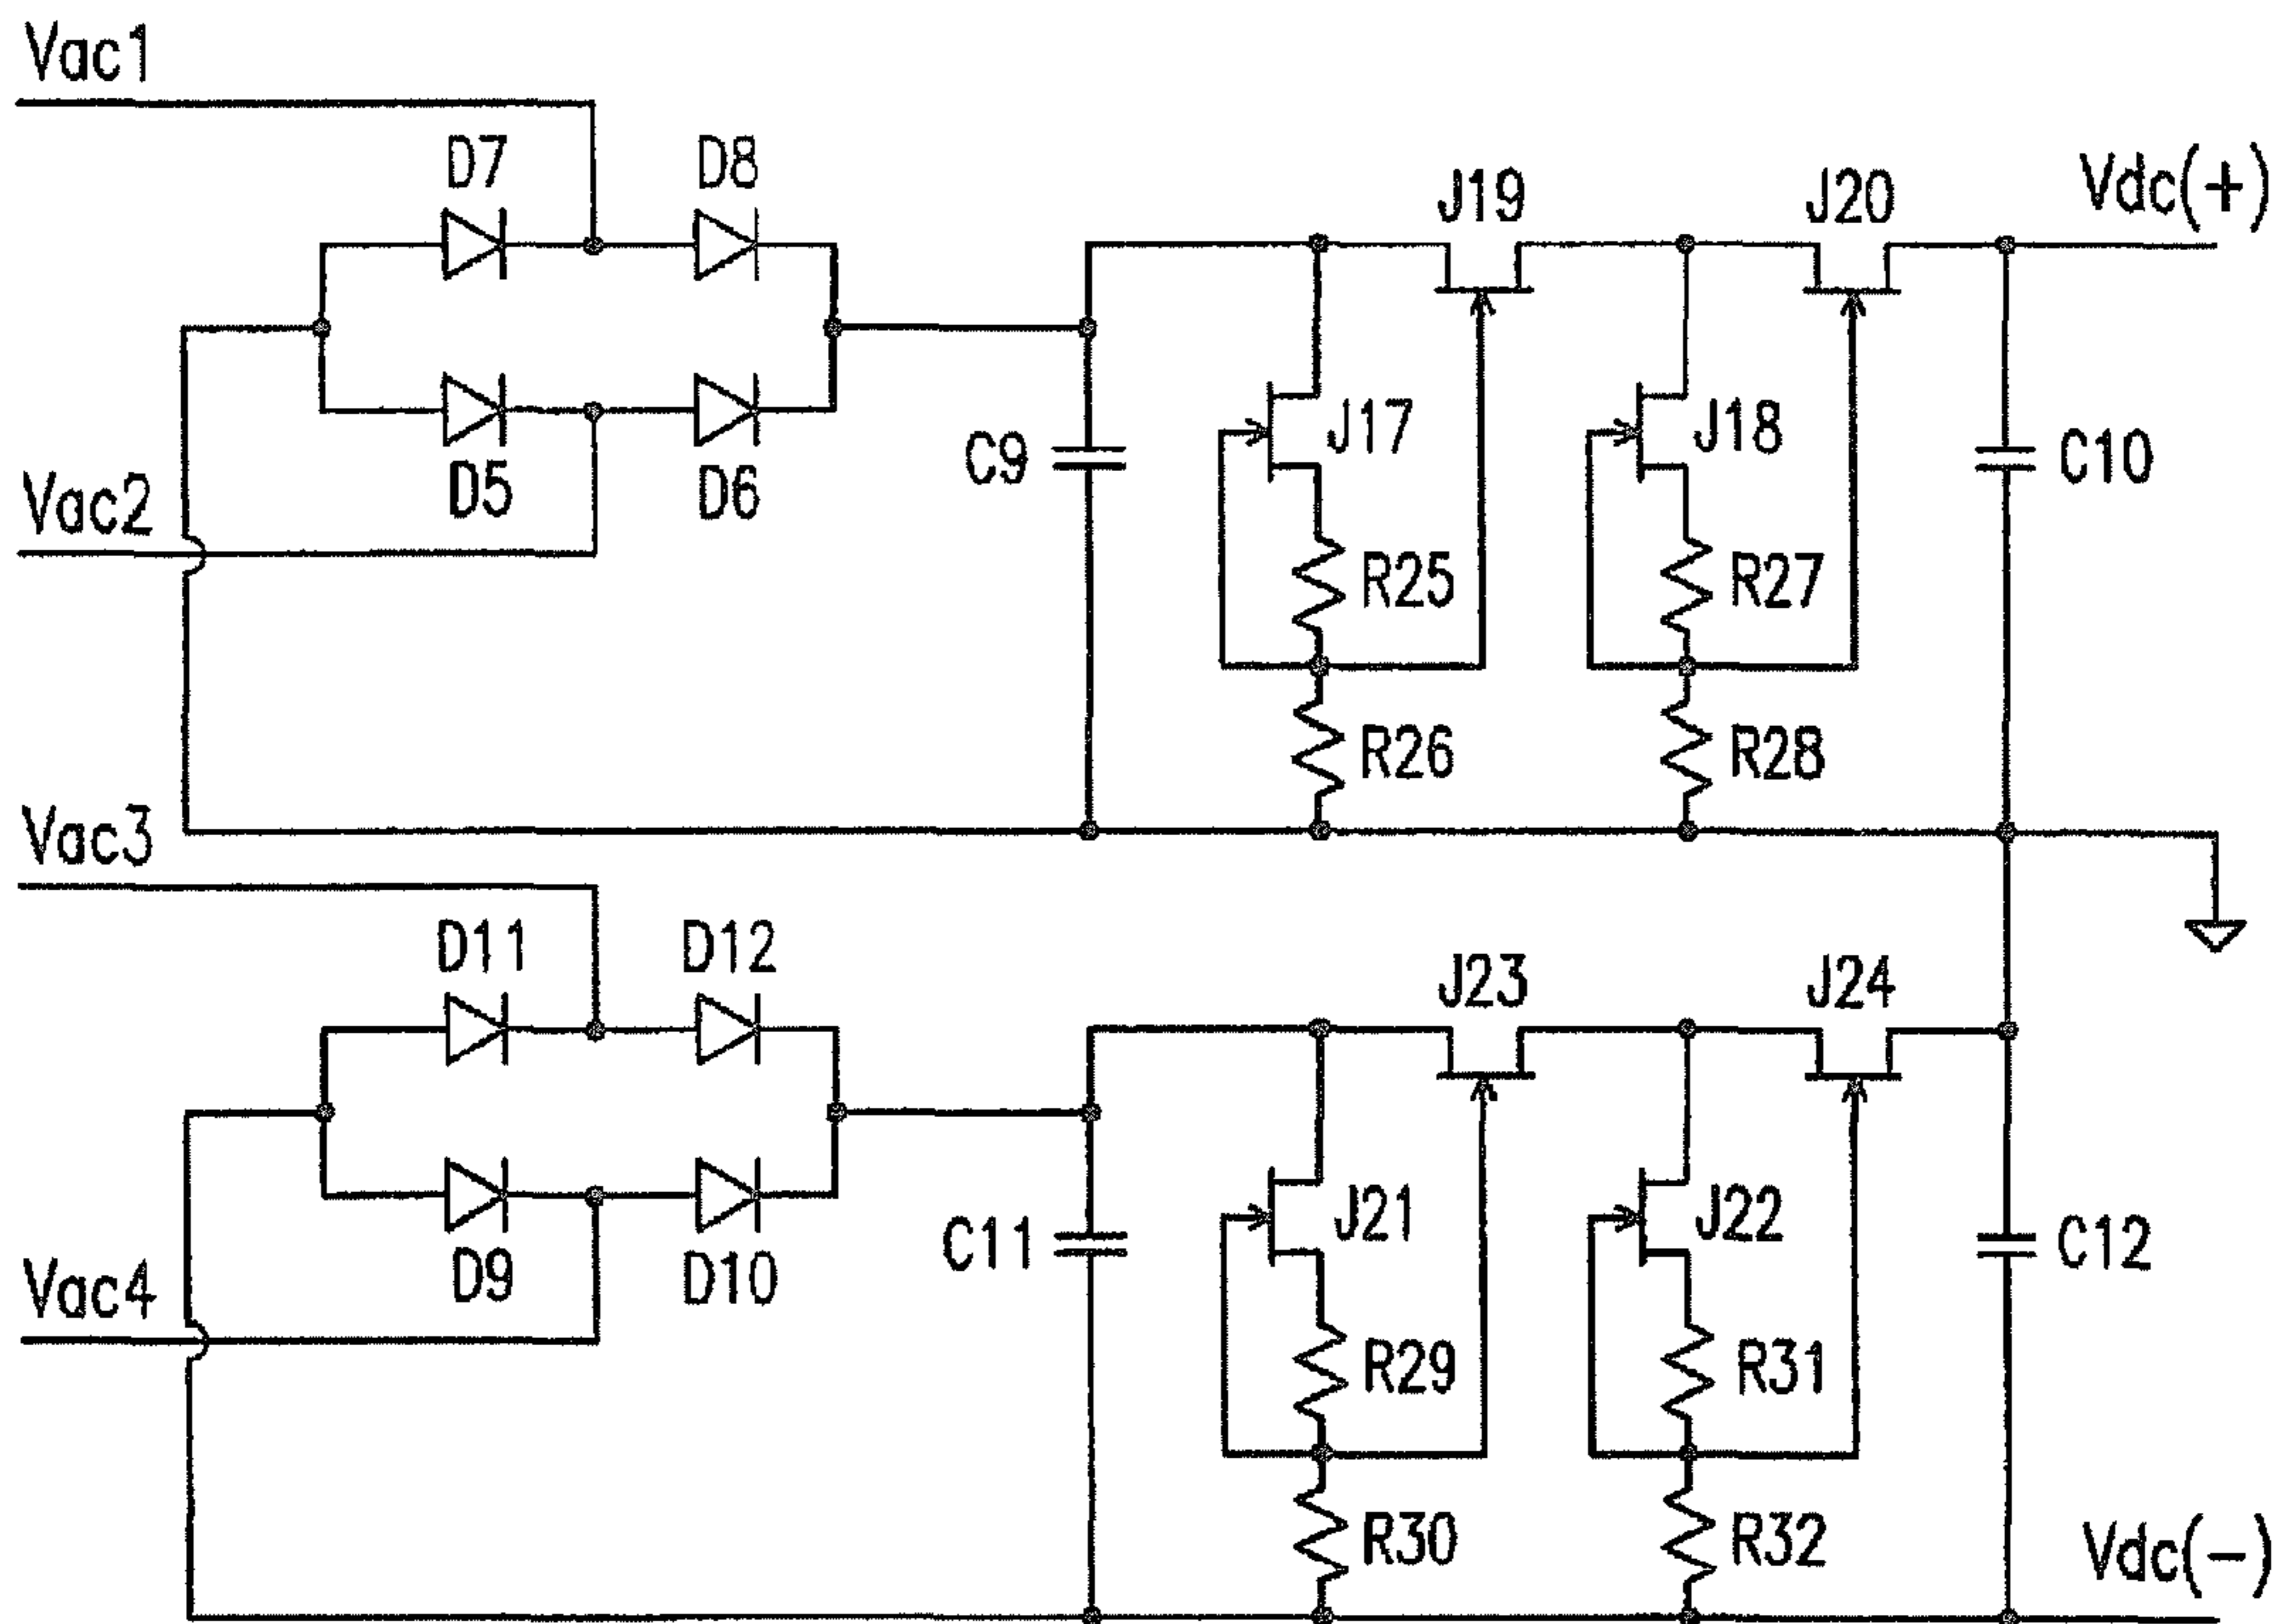 Vac1
D7
D8
J19
J20
Vdc(+)
C9
J17
J18
C10
Vac2
D5
D6
R25
R27
R26
R28
Vac3
D11
D12
J23
J24
C11
J21
J22
C12
Vac4
D9
D10
R29
R31
R30
R32
Vdc(-)